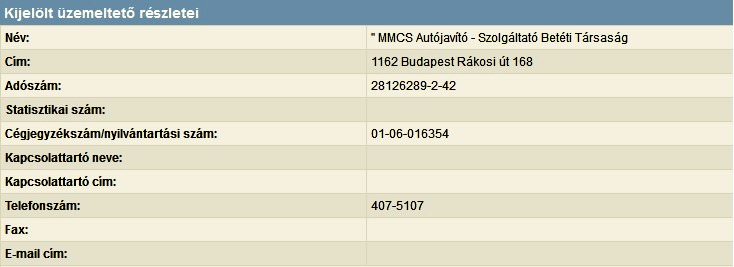 Kijelölt üzemeltető részletei
Név: " MMCS Autójavító - Szolgáltató Betéti Társaság
Cím: 1162 Budapest Rákosi út 168
Adószám: 28126289-2-42
Statisztikai szám:
Cégjegyzékszám/nyilvántartási szám: 01-06-016354
Kapcsolattartó neve:
Kapcsolattartó cím:
Telefonszám: 407-5107
Fax:
E-mail cím: